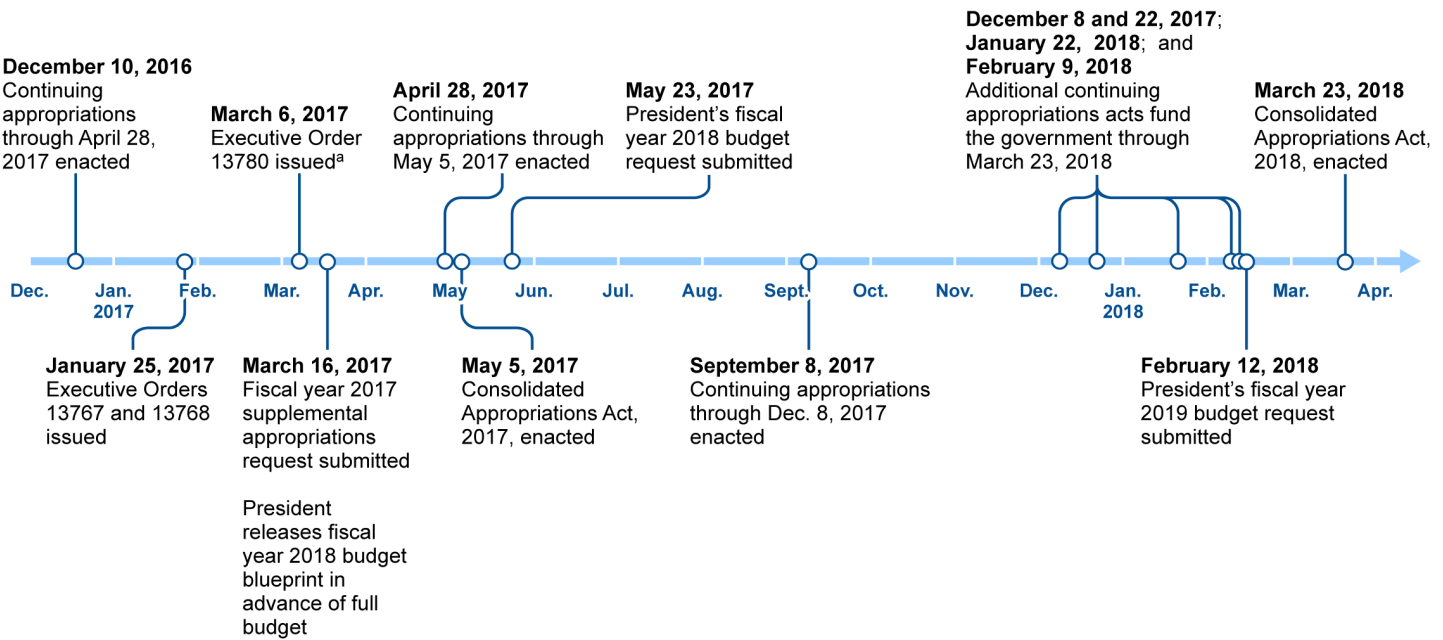 December 10, 2016
Continuing
appropriations
through April 28,
2017 enacted
March 6, 2017
Executive Order
13780 issuedᵃ
April 28, 2017
Continuing
appropriations through
May 5, 2017 enacted
May 23, 2017
President’s fiscal
year 2018 budget
request submitted
December 8 and 22, 2017;
January 22, 2018; and
February 9, 2018
Additional continuing
appropriations acts fund
the government through
March 23, 2018
March 23, 2018
Consolidated
Appropriations Act,
2018, enacted
Dec. Jan. Feb. Mar. Apr. May Jun. Jul. Aug. Sept. Oct. Nov. Dec. Jan. Feb. Mar. Apr.
2017 2018
January 25, 2017
Executive Orders
13767 and 13768
issued
March 16, 2017
Fiscal year 2017
supplemental
appropriations
request submitted
President
releases fiscal
year 2018 budget
blueprint in
advance of full
budget
May 5, 2017
Consolidated
Appropriations Act,
2017, enacted
September 8, 2017
Continuing appropriations
through Dec. 8, 2017
enacted
February 12, 2018
President’s fiscal year
2019 budget request
submitted